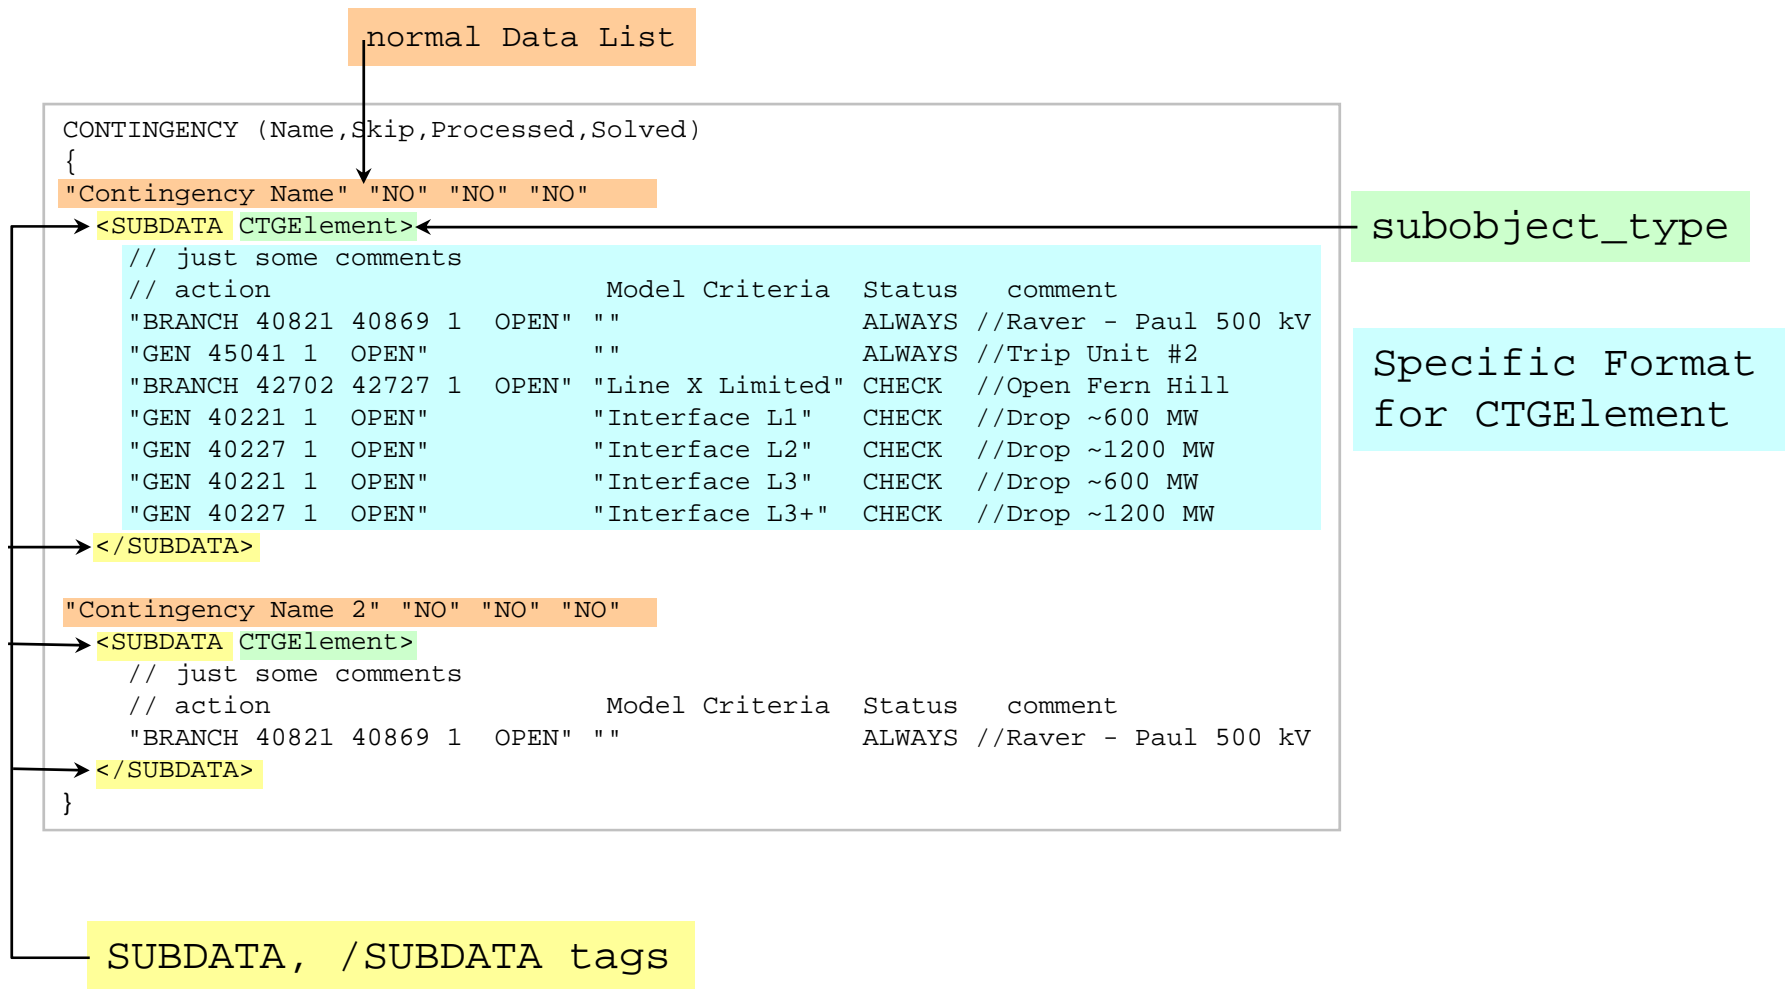 normal Data List
CONTINGENCY (Name,Skip,Processed,Solved)
{
"Contingency Name" "NO" "NO" "NO"
<SUBDATA CTGElement>
subobject_type
// just some comments
// action Model Criteria Status comment
"BRANCH 40821 40869 1 OPEN" "" ALWAYS //Raver - Paul 500 kV
"GEN 45041 1 OPEN" "" ALWAYS //Trip Unit #2
"BRANCH 42702 42727 1 OPEN" "Line X Limited" CHECK //Open Fern Hill
"GEN 40221 1 OPEN" "Interface L1" CHECK //Drop ~600 MW
"GEN 40227 1 OPEN" "Interface L2" CHECK //Drop ~1200 MW
"GEN 40221 1 OPEN" "Interface L3" CHECK //Drop ~600 MW
"GEN 40227 1 OPEN" "Interface L3+" CHECK //Drop ~1200 MW
Specific Format
for CTGElement
</SUBDATA>
"Contingency Name 2" "NO" "NO" "NO"
<SUBDATA CTGElement>
// just some comments
// action Model Criteria Status comment
"BRANCH 40821 40869 1 OPEN" "" ALWAYS //Raver - Paul 500 kV
</SUBDATA>
}
SUBDATA, /SUBDATA tags